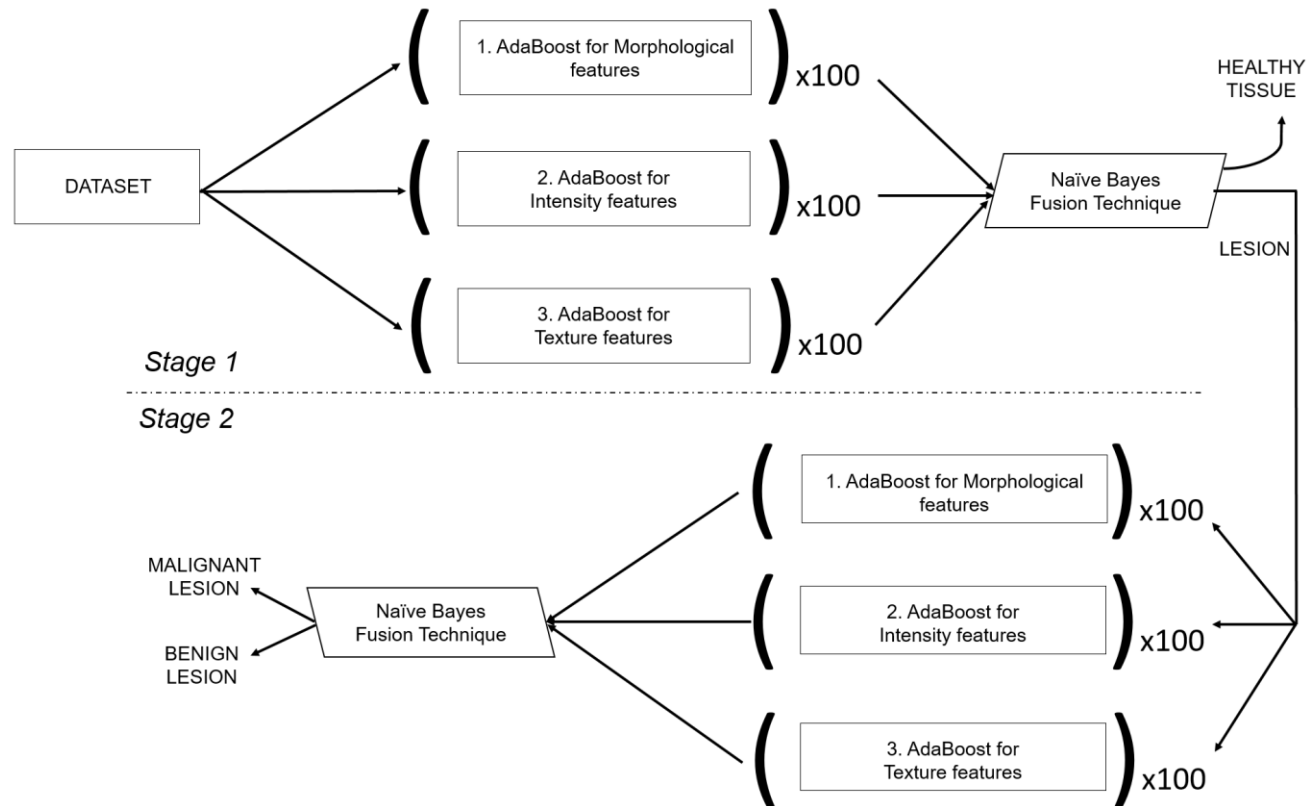 1. AdaBoost for Morphological
features
x100
HEALTHY
TISSUE
DATASET
2. AdaBoost for
Intensity features
x100
Naïve Bayes
Fusion Technique
LESION
3. AdaBoost for
Texture features
x100
Stage 1
Stage 2
1. AdaBoost for Morphological
features
x100
MALIGNANT
LESION
Naïve Bayes
Fusion Technique
2. AdaBoost for
Intensity features
x100
BENIGN
LESION
3. AdaBoost for
Texture features
x100